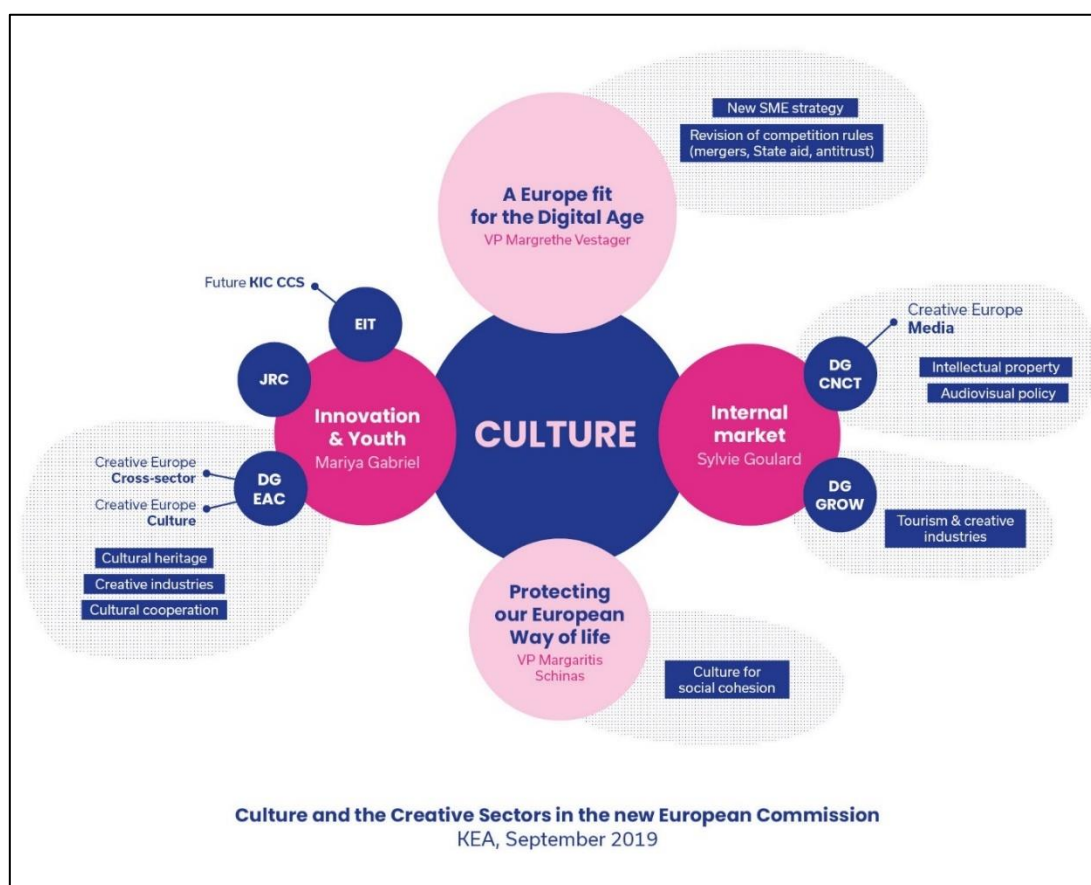 New SME strategy
Revision of competition rules
(mergers, State aid, antitrust)
A Europe fit
for the Digital Age
VP Margrethe Vestager
Future KIC CCS
EIT
JRC
Innovation
& Youth
Mariya Gabriel
DG
EAC
Creative Europe
Cross-sector
Creative Europe
Culture
Cultural heritage
Creative industries
Cultural cooperation
CULTURE
Internal
market
Sylvie Goulard
DG
CNCT
Creative Europe
Media
Intellectual property
Audiovisual policy
DG
GROW
Tourism & creative
industries
Protecting
our European
Way of life
VP Margaritis
Schinas
Culture for
social cohesion
Culture and the Creative Sectors in the new European Commission
KEA, September 2019